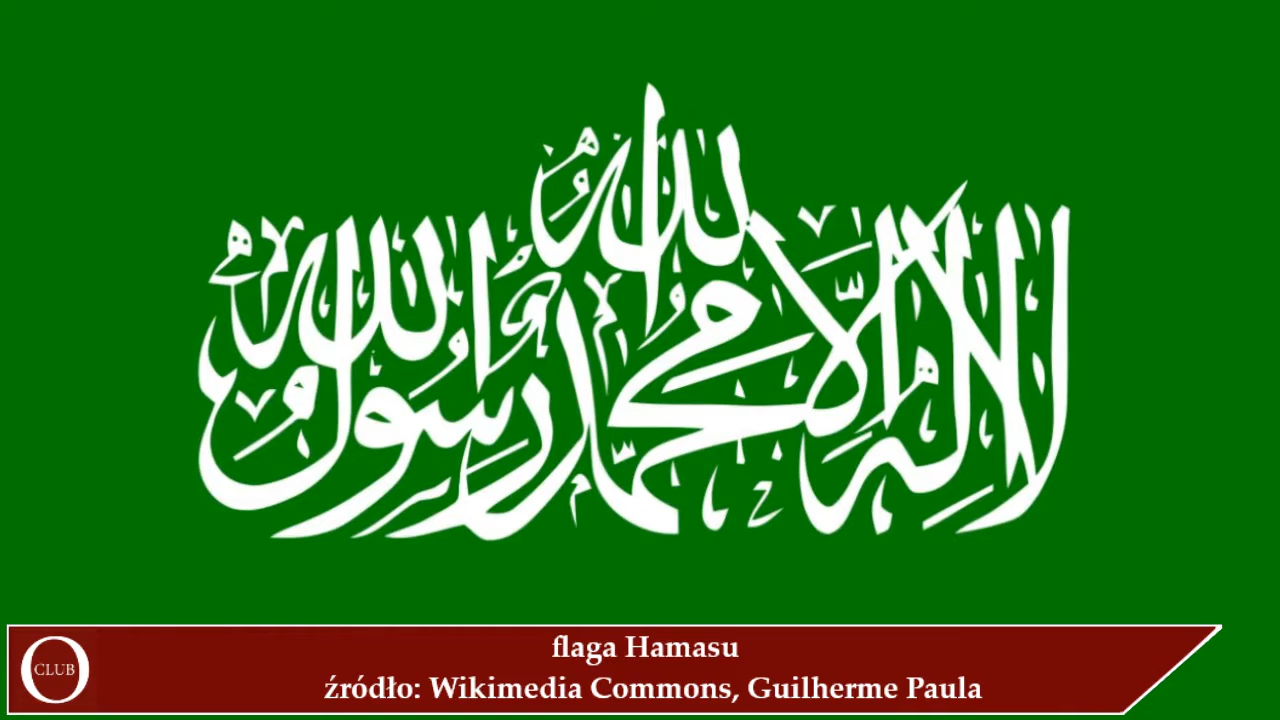 لا إله إلا الله محمد رسول الله
flaga Hamasu
CLUB
źródło: Wikimedia Commons, Guilherme Paula